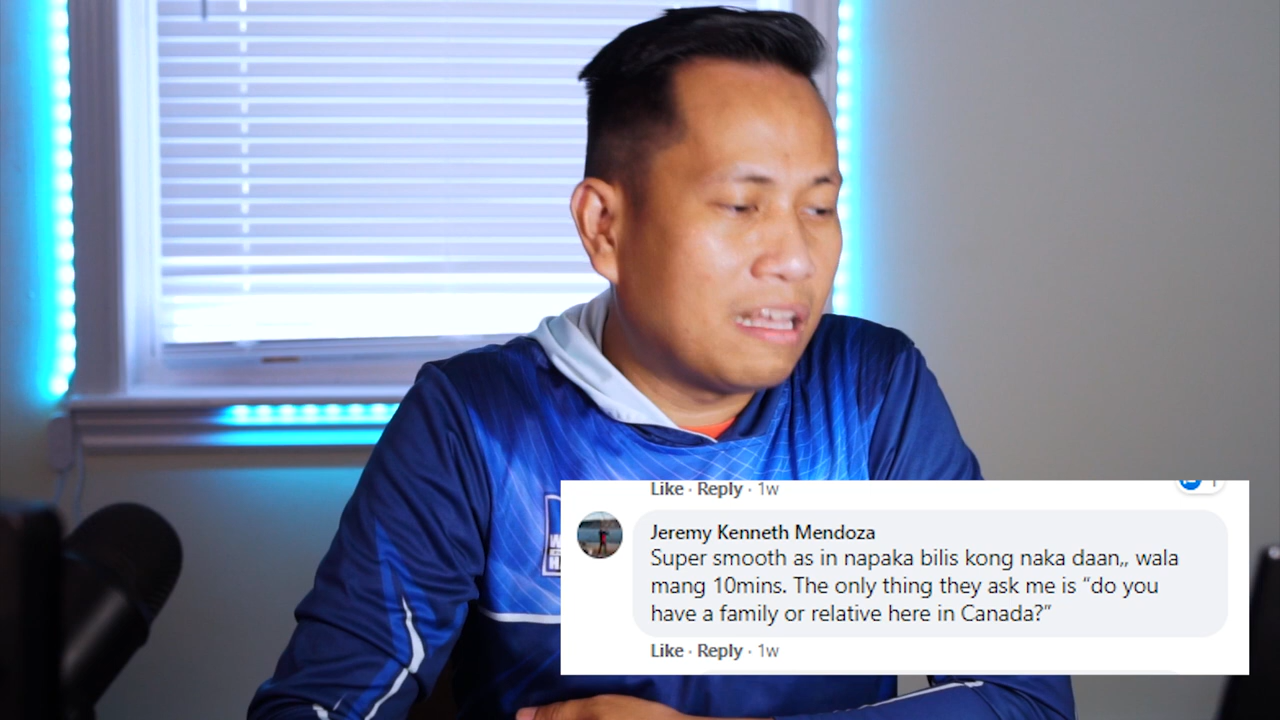 Like · Reply · 1w
Jeremy Kenneth Mendoza
Super smooth as in napaka bilis kong naka daan,, wala
mang 10mins. The only thing they ask me is “do you
have a family or relative here in Canada?”
Like · Reply · 1w